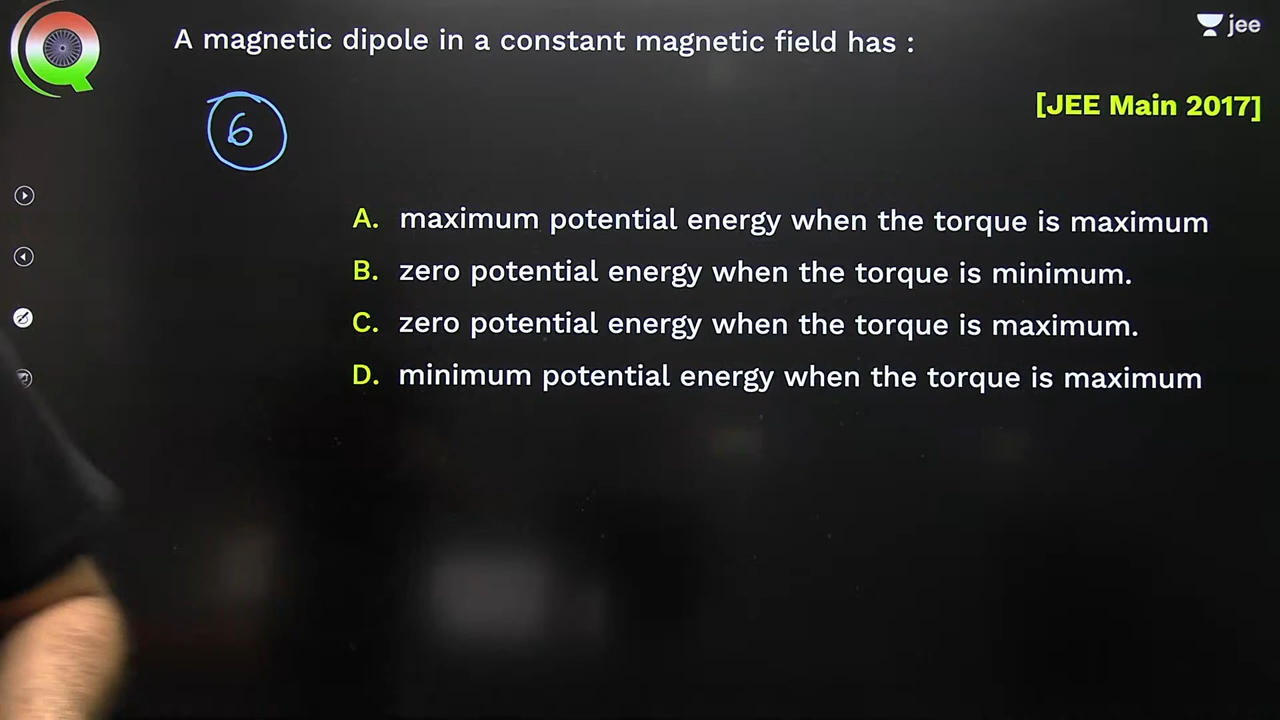 A magnetic dipole in a constant magnetic field has :
jee
[JEE Main 2017]
6
A. maximum potential energy when the torque is maximum
B. zero potential energy when the torque is minimum.
C. zero potential energy when the torque is maximum.
D. minimum potential energy when the torque is maximum